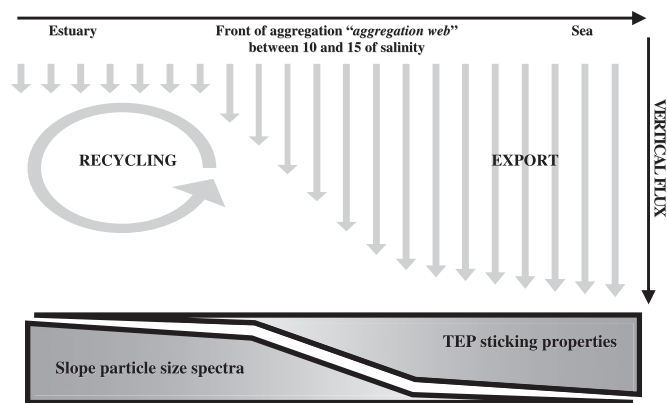 Estuary
Front of aggregation “aggregation web”
between 10 and 15 of salinity
Sea
RECYCLING
EXPORT
VERTICAL FLUX
TEP sticking properties
Slope particle size spectra